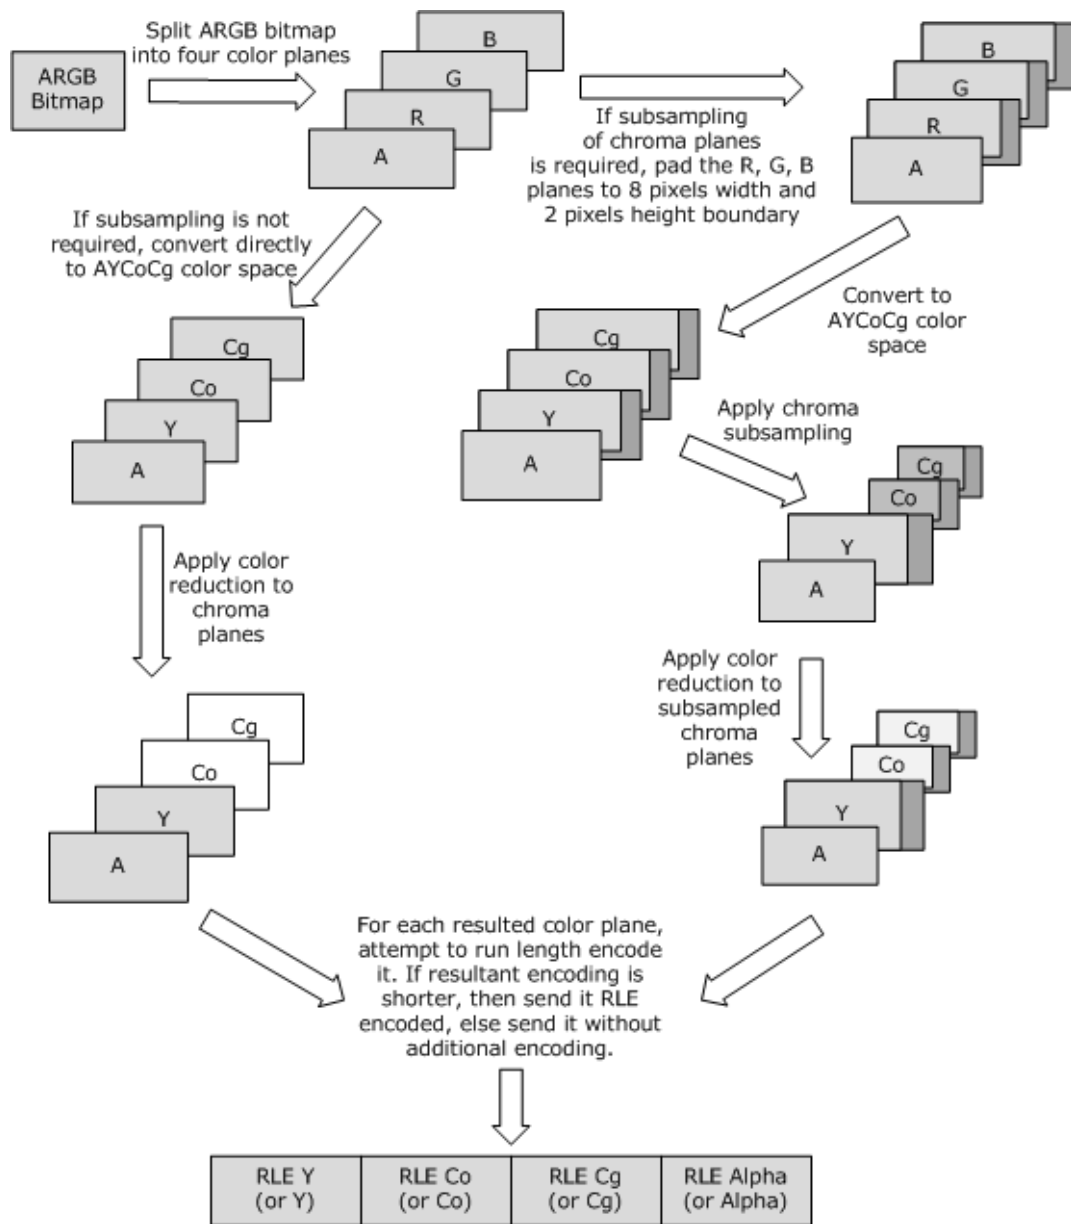 ARGB
Bitmap
Split ARGB bitmap
into four color planes
B
G
R
A
If subsampling
of chroma planes
is required, pad the R, G, B
planes to 8 pixels width and
2 pixels height boundary
B
G
R
A
If subsampling is not
required, convert directly
to AYCoCg color space
Convert to
AYCoCg color
space
Cg
Co
Y
A
Cg
Co
Y
A
Apply chroma
subsampling
Cg
Co
Y
A
Apply color
reduction to
chroma
planes
Apply color
reduction to
subsampled
chroma
planes
Cg
Co
Y
A
Cg
Co
Y
A
For each resulted color plane,
attempt to run length encode
it. If resultant encoding is
shorter, then send it RLE
encoded, else send it without
additional encoding.
RLE Y
(or Y)
RLE Co
(or Co)
RLE Cg
(or Cg)
RLE Alpha
(or Alpha)